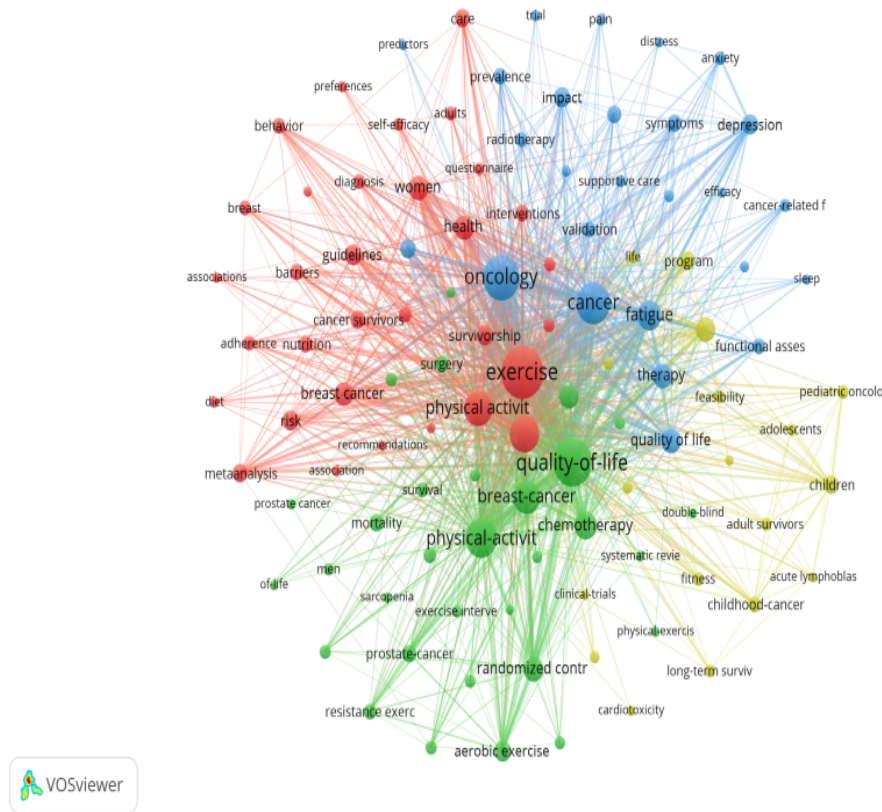 care
trial
pain
predictors
distress
anxiety
prevalence
preferences
impact
adults
behavior
self-efficacy
symptoms
depression
radiotherapy
questionnaire
diagnosis
women
supportive care
efficacy
breast
cancer-related f
interventions
health
validation
guidelines
life
program
associations
barriers
oncology
sleep
cancer
cancer survivors
fatigue
survivorship
adherence
nutrition
functional asses
surgery
exercise
therapy
breast cancer
pediatric oncolo
feasibility
diet
physical activit
risk
adolescents
recommendations
quality of life
quality-of-life
metaanalysis
association
children
survival
breast-cancer
prostate cancer
double-blind
mortality
chemotherapy
adult survivors
physical-activit
systematic revie
men
of-life
fitness
acute lymphoblas
sarcopenia
clinical-trials
exercise interve
childhood-cancer
physical-exercis
prostate-cancer
randomized contr
long-term surviv
resistance exerc
cardiotoxicity
aerobic exercise
VOSviewer